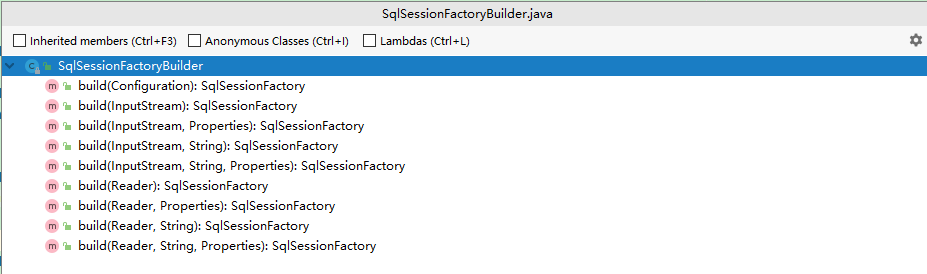 SqlSessionFactoryBuilder.java
Inherited members (Ctrl+F3) Anonymous Classes (Ctrl+I) Lambdas (Ctrl+L)
SqlSessionFactoryBuilder
build(Configuration): SqlSessionFactory
build(InputStream): SqlSessionFactory
build(InputStream, Properties): SqlSessionFactory
build(InputStream, String): SqlSessionFactory
build(InputStream, String, Properties): SqlSessionFactory
build(Reader): SqlSessionFactory
build(Reader, Properties): SqlSessionFactory
build(Reader, String): SqlSessionFactory
build(Reader, String, Properties): SqlSessionFactory